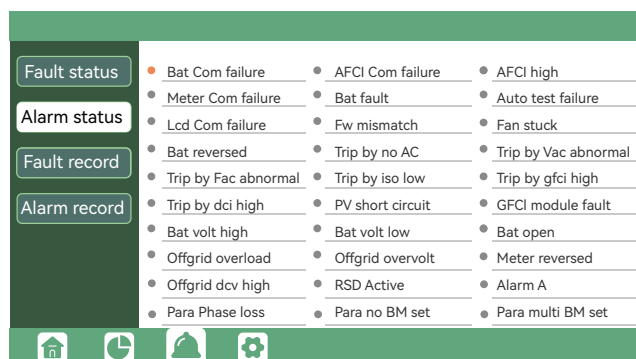 Fault status
Alarm status
Fault record
Alarm record
Bat Com failure AFCI Com failure AFCI high
Meter Com failure Bat fault Auto test failure
Lcd Com failure Fw mismatch Fan stuck
Bat reversed Trip by no AC Trip by Vac abnormal
Trip by Fac abnormal Trip by iso low Trip by gfci high
Trip by dci high PV short circuit GFCI module fault
Bat volt high Bat volt low Bat open
Offgrid overload Offgrid overvolt Meter reversed
Offgrid dcv high RSD Active Alarm A
Para Phase loss Para no BM set Para multi BM set